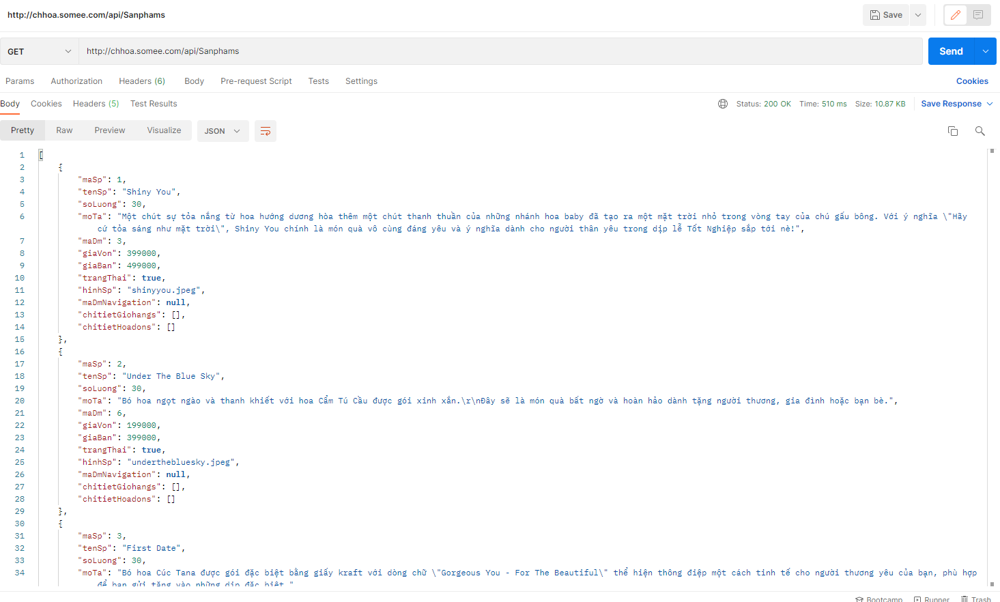 http://chhoa.somee.com/api/Sanphams
Save
GET http://chhoa.somee.com/api/Sanphams Send
Params Authorization Headers (6) Body Pre-request Script Tests Settings Cookies
Body Cookies Headers (5) Test Results Status: 200 OK Time: 510 ms Size: 10.87 KB Save Response
Pretty Raw Preview Visualize JSON
1 [
2 {
3 "maSp": 1,
4 "tenSp": "Shiny You",
5 "soLuong": 30,
6 "moTa": "Một chút sự tỏa nắng từ hoa hướng dương hòa thêm một chút thanh thuần của những nhánh hoa baby đã tạo ra một mặt trời nhỏ trong vòng tay của chú gấu bông. Với ý nghĩa \"Hãy
cứ tỏa sáng như mặt trời\", Shiny You chính là món quà vô cùng đáng yêu và ý nghĩa dành cho người thân yêu trong dịp lễ Tốt Nghiệp sắp tới nè!",
7 "maDm": 3,
8 "giaVon": 399000,
9 "giaBan": 499000,
10 "trangThai": true,
11 "hinhSp": "shinyyou.jpeg",
12 "maDmNavigation": null,
13 "chitietGiohangs": [],
14 "chitietHoadons": []
15 },
16 {
17 "maSp": 2,
18 "tenSp": "Under The Blue Sky",
19 "soLuong": 30,
20 "moTa": "Bó hoa ngọt ngào và thanh khiết với hoa Cẩm Tú Cầu được gói xinh xắn.\r\nĐây sẽ là món quà bất ngờ và hoàn hảo dành tặng người thương, gia đình hoặc bạn bè.",
21 "maDm": 6,
22 "giaVon": 199000,
23 "giaBan": 399000,
24 "trangThai": true,
25 "hinhSp": "underthebluesky.jpeg",
26 "maDmNavigation": null,
27 "chitietGiohangs": [],
28 "chitietHoadons": []
29 },
30 {
31 "maSp": 3,
32 "tenSp": "First Date",
33 "soLuong": 30,
34 "moTa": "Bó hoa Cúc Tana được gói đặc biệt bằng giấy kraft với dòng chữ \"Gorgeous You - For The Beautiful\" thể hiện thông điệp một cách tinh tế cho người thương yêu của bạn, phù hợp
để bạn gửi tặng vào những dịp đặc biệt."
Bootcamp Runner Trash